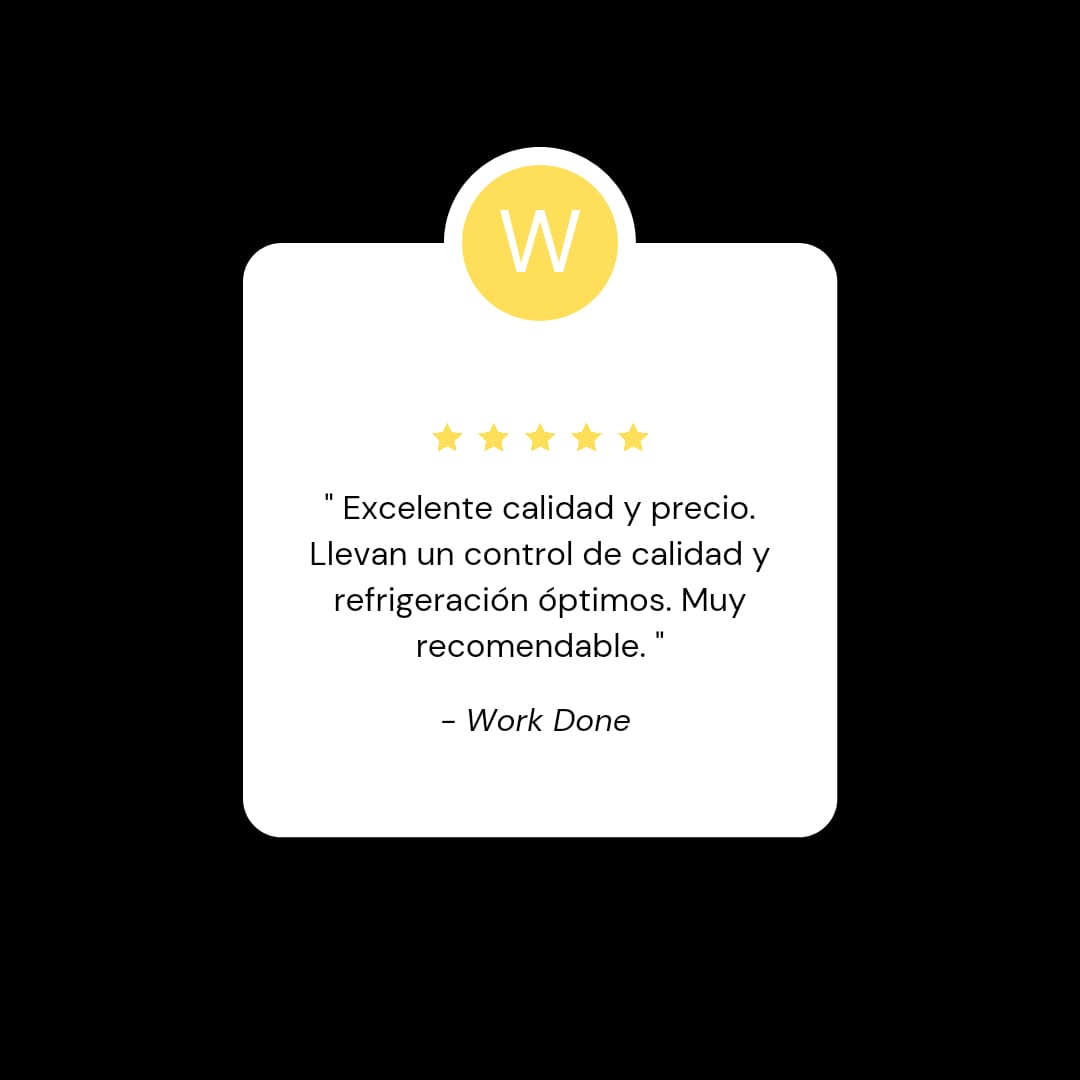 W
" Excelente calidad y precio.
Llevan un control de calidad y
refrigeración óptimos. Muy
recomendable. "
- Work Done